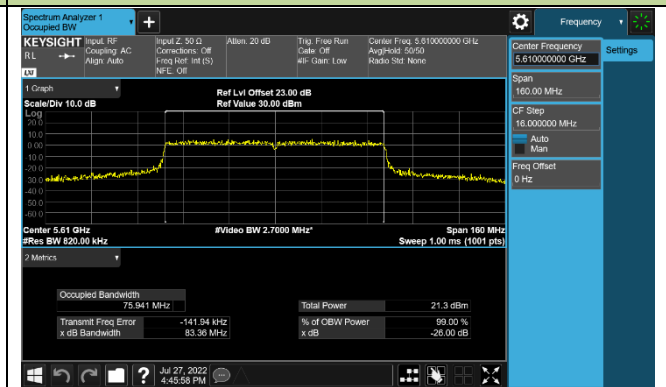 Spectrum Analyzer 1
Occupied BW
+
Frequency
KEYSIGHT
RL
LXI
Input: RF
Coupling: AC
Align: Auto
Input Z: 50 Ω
Corrections: Off
Freq Ref: Int (S)
NFE: Off
Atten: 20 dB
Trig: Free Run
Gate: Off
#IF Gain: Low
Center Freq: 5.610000000 GHz
Avg|Hold: 50/50
Radio Std: None
Center Frequency
5.610000000 GHz
Settings
Span
160.00 MHz
CF Step
16.000000 MHz
Auto
Man
Freq Offset
0 Hz
1 Graph
Scale/Div 10.0 dB
Ref Lvl Offset 23.00 dB
Ref Value 30.00 dBm
Log
20.0
10.0
0.00
-10.0
-20.0
-30.0
-40.0
-50.0
-60.0
Center 5.61 GHz
#Video BW 2.7000 MHz*
Span 160 MHz
#Res BW 820.00 kHz
Sweep 1.00 ms (1001 pts)
2 Metrics
Occupied Bandwidth
75.941 MHz
Total Power
21.3 dBm
Transmit Freq Error
-141.94 kHz
% of OBW Power
99.00 %
x dB Bandwidth
83.36 MHz
x dB
-26.00 dB
?
Jul 27, 2022
4:45:58 PM